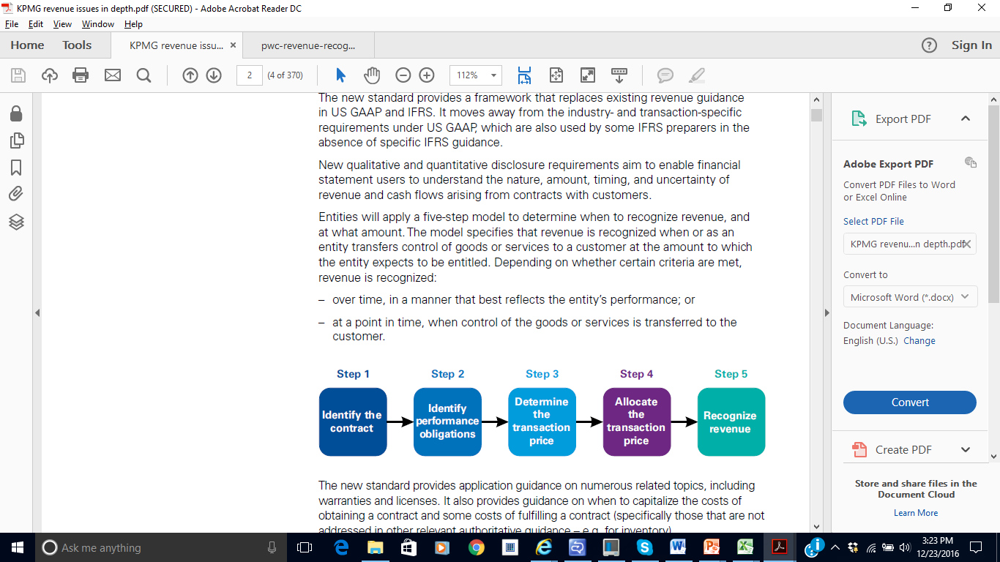 KPMG revenue issues in depth.pdf (SECURED) - Adobe Acrobat Reader DC
File Edit View Window Help
Home Tools KPMG revenue issu... × pwc-revenue-recog... Sign In
2 (4 of 370) 112%
The new standard provides a framework that replaces existing revenue guidance
in US GAAP and IFRS. It moves away from the industry- and transaction-specific
requirements under US GAAP, which are also used by some IFRS preparers in the
absence of specific IFRS guidance.
New qualitative and quantitative disclosure requirements aim to enable financial
statement users to understand the nature, amount, timing, and uncertainty of
revenue and cash flows arising from contracts with customers.
Entities will apply a five-step model to determine when to recognize revenue, and
at what amount. The model specifies that revenue is recognized when or as an
entity transfers control of goods or services to a customer at the amount to which
the entity expects to be entitled. Depending on whether certain criteria are met,
revenue is recognized:
– over time, in a manner that best reflects the entity's performance; or
– at a point in time, when control of the goods or services is transferred to the
customer.
Step 1 Step 2 Step 3 Step 4 Step 5
Identify the
contract
Identify
performance
obligations
Determine
the
transaction
price
Allocate
the
transaction
price
Recognize
revenue
The new standard provides application guidance on numerous related topics, including
warranties and licenses. It also provides guidance on when to capitalize the costs of
obtaining a contract and some costs of fulfilling a contract (specifically those that are not
addressed in other relevant authoritative guidance – e.g. for inventory).
Export PDF
Adobe Export PDF
Convert PDF Files to Word
or Excel Online
Select PDF File
KPMG revenu...n depth.pdf
Convert to
Microsoft Word (*.docx)
Document Language:
English (U.S.) Change
Convert
Create PDF
Store and share files in the
Document Cloud
Learn More
Ask me anything
3:23 PM
12/23/2016